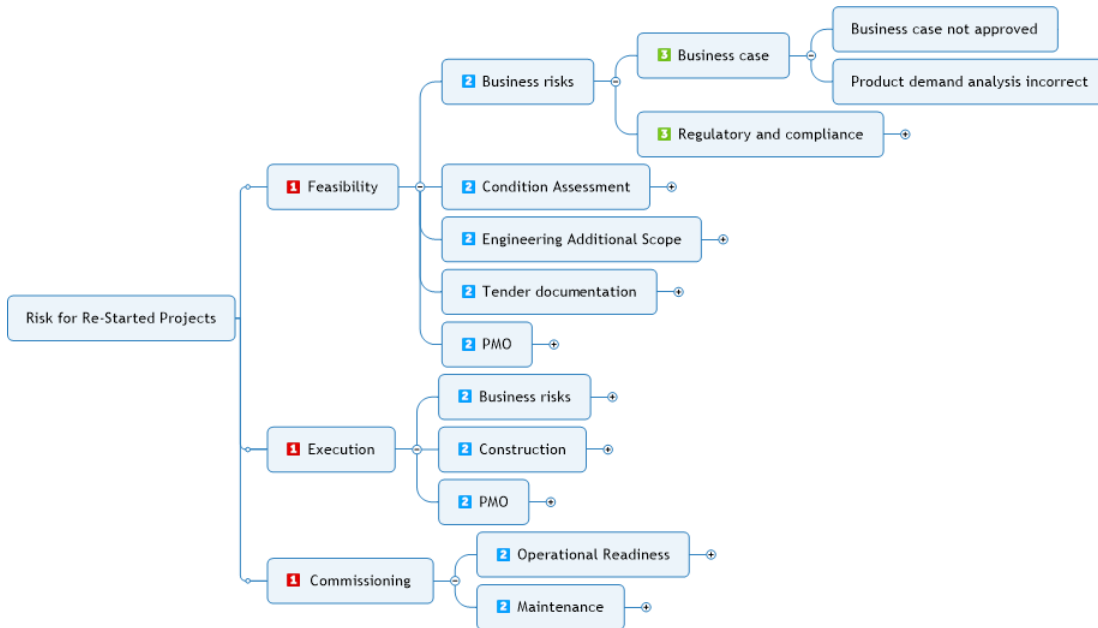 Risk for Re-Started Projects
1 Feasibility
2 Business risks
3 Business case
Business case not approved
Product demand analysis incorrect
3 Regulatory and compliance
2 Condition Assessment
2 Engineering Additional Scope
2 Tender documentation
2 PMO
1 Execution
2 Business risks
2 Construction
2 PMO
1 Commissioning
2 Operational Readiness
2 Maintenance